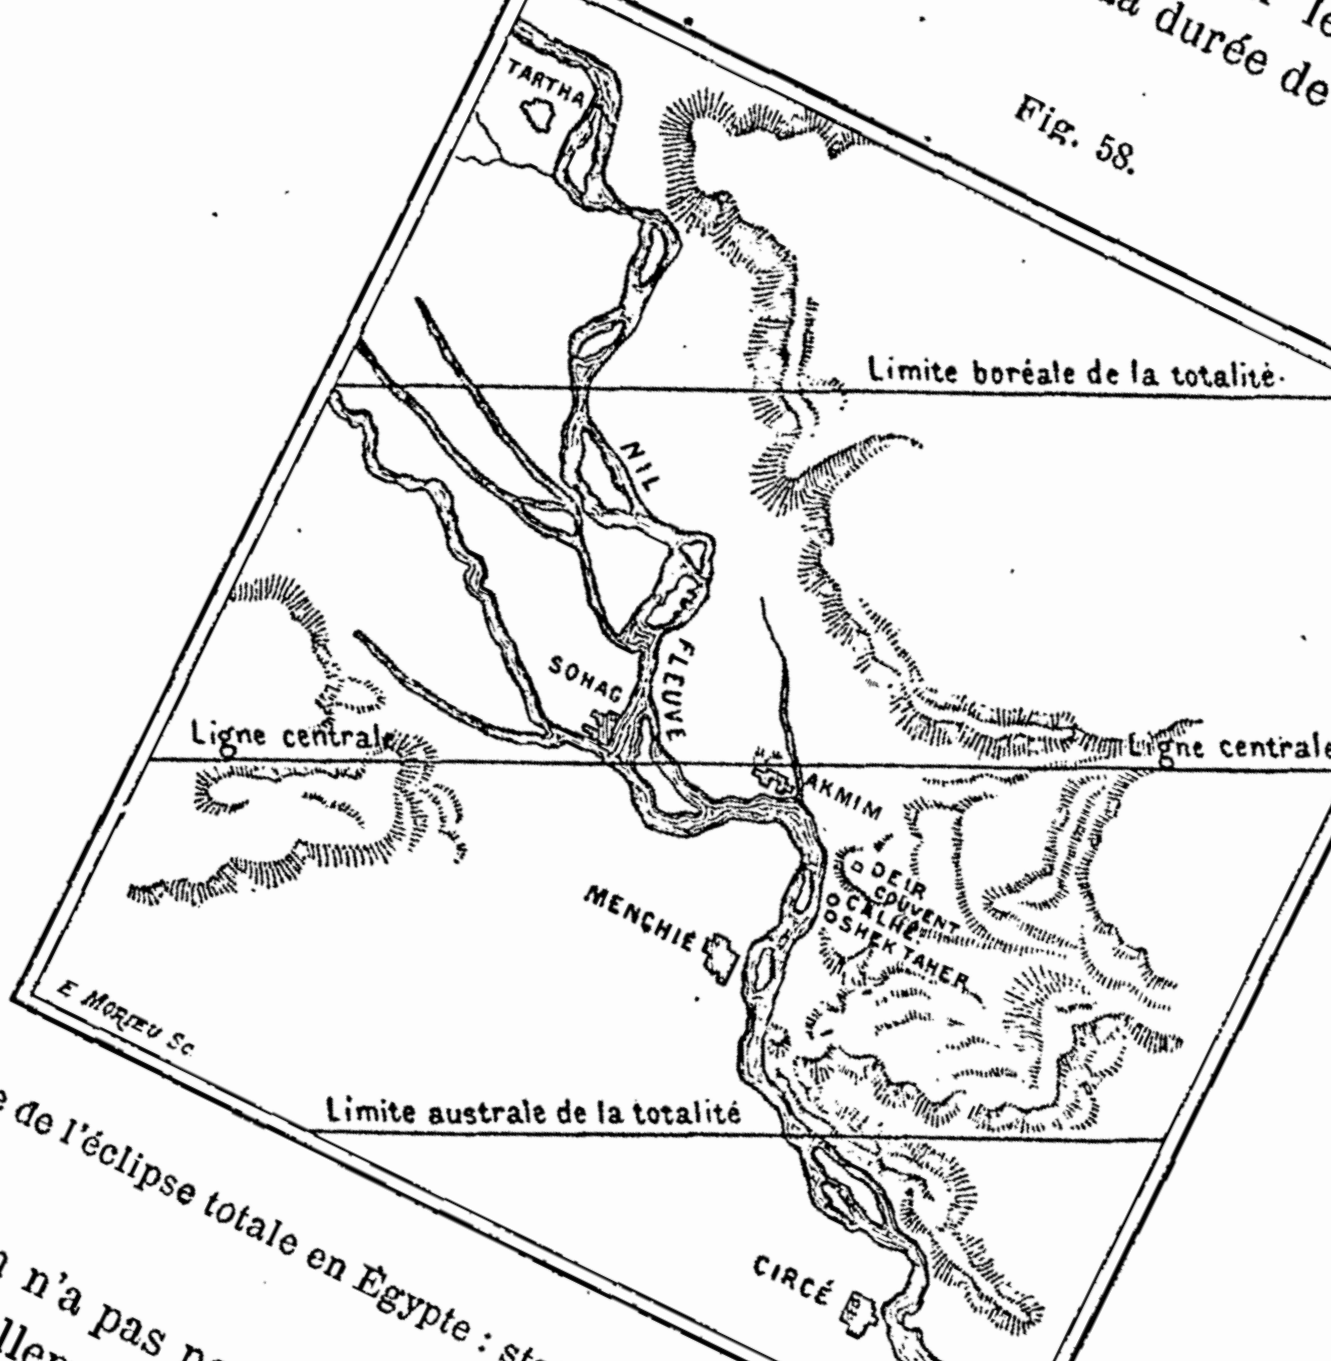 la durée de
Fig. 58.
TARTHA
Limite boréale de la totalité.
NIL
FLEUVE
SOHAG
Ligne centrale
Ligne centrale
AKMIM
DEIR
COUVENT
CALHÉ.
SHEK TAHER
MENCHIÉ
E MORIEU Sc.
Limite australe de la totalité
CIRCÉ
de l'éclipse totale en Égypte :
n'a pas